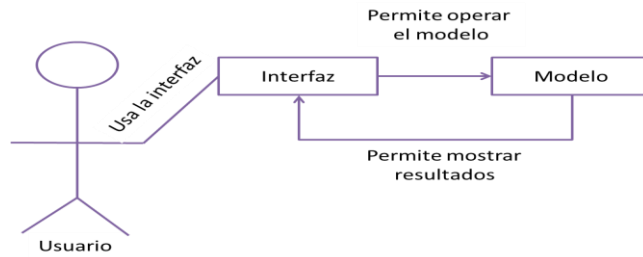 Permite operar
el modelo
Usa la interfaz
Interfaz
Modelo
Permite mostrar
resultados
Usuario